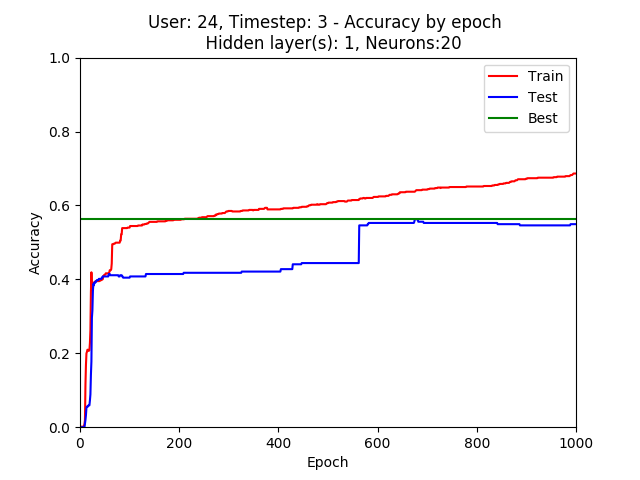 User: 24, Timestep: 3 - Accuracy by epoch
Hidden layer(s): 1, Neurons:20
1.0
0.8
0.6
0.4
0.2
0.0
Accuracy
Train
Test
Best
0 200 400 600 800 1000
Epoch